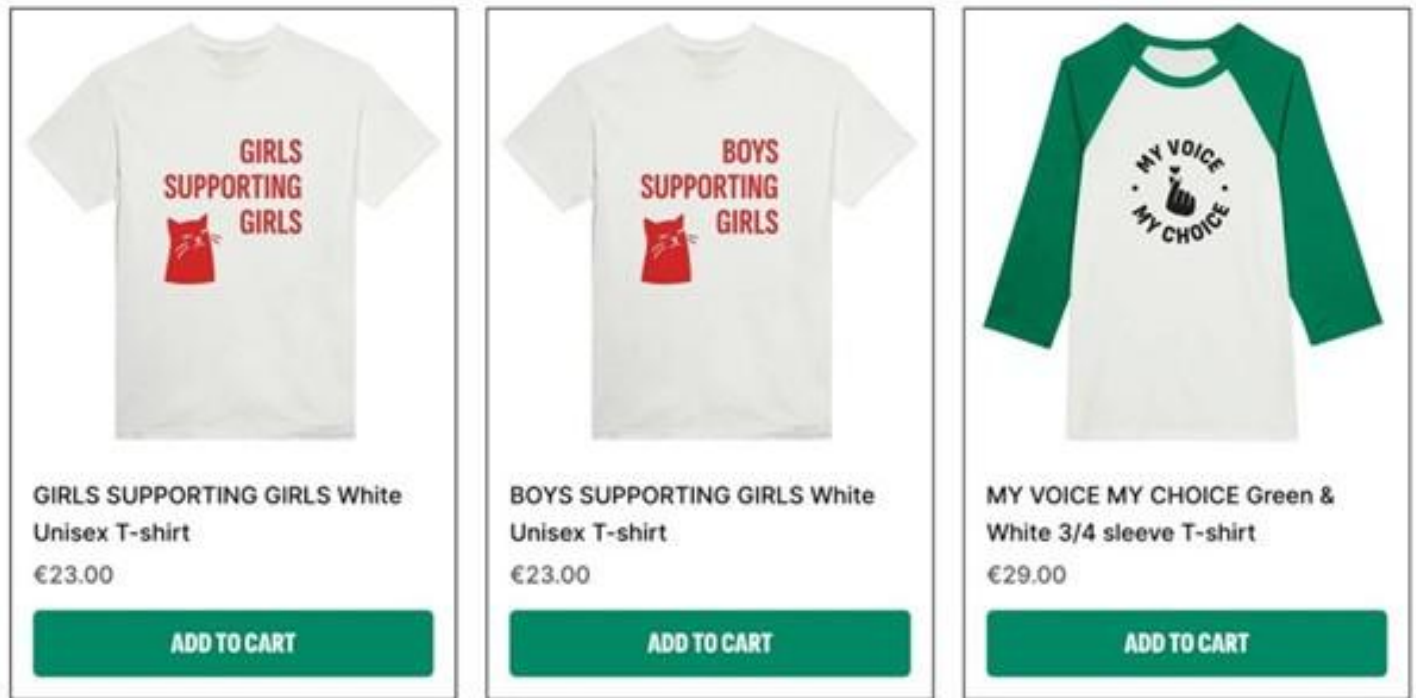 GIRLS
SUPPORTING
GIRLS
GIRLS SUPPORTING GIRLS White
Unisex T-shirt
€23.00
ADD TO CART
BOYS
SUPPORTING
GIRLS
BOYS SUPPORTING GIRLS White
Unisex T-shirt
€23.00
ADD TO CART
MY VOICE
MY CHOICE
MY VOICE MY CHOICE Green &
White 3/4 sleeve T-shirt
€29.00
ADD TO CART